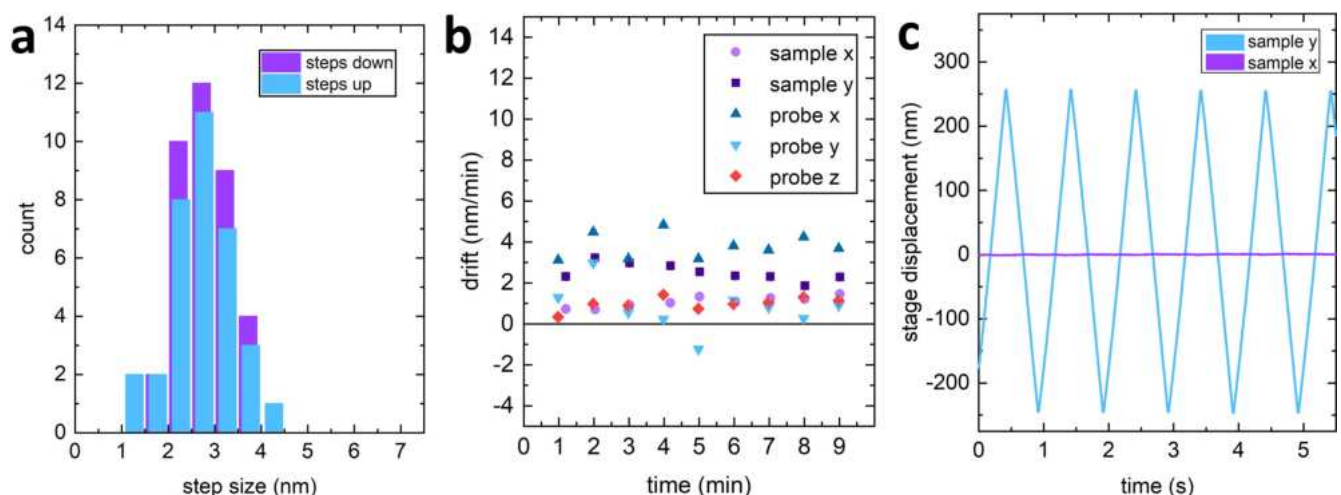 a
14
12
10
8
6
4
2
0
count
steps down
steps up
0 1 2 3 4 5 6 7
step size (nm)
b
14
12
10
8
6
4
2
0
-2
-4
drift (nm/min)
sample x
sample y
probe x
probe y
probe z
1 2 3 4 5 6 7 8 9
time (min)
c
300
200
100
0
-100
-200
stage displacement (nm)
sample y
sample x
0 1 2 3 4 5
time (s)